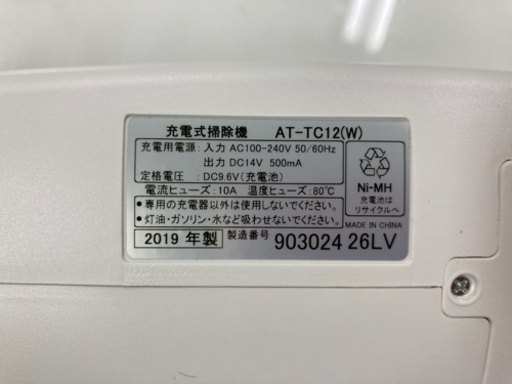 充電式掃除機 AT-TC12(W)
充電用電源：入力 AC100-240V 50/60Hz
出力 DC14V 500mA
定格電圧：DC9.6V(充電池)
電流ヒューズ：10A 温度ヒューズ：80℃
●専用の充電器以外は使用しないでください。
●灯油・ガソリン・水など吸わせないでください。
2019 年製 製造番号 903024 26LV
Ni-MH
充電池は
リサイクルへ
MADE IN CHINA